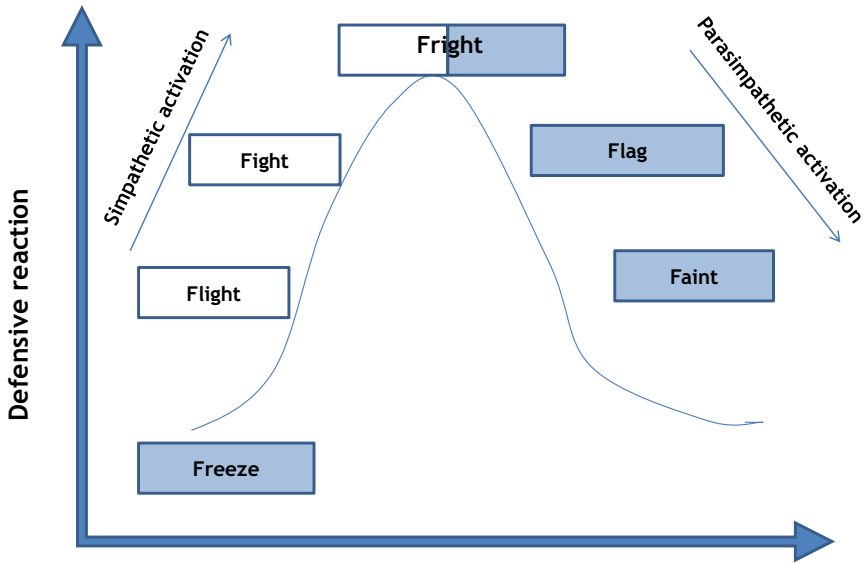 Fright
Simpathetic activation
Parasimpathetic activation
Fight
Flag
Flight
Faint
Defensive reaction
Freeze